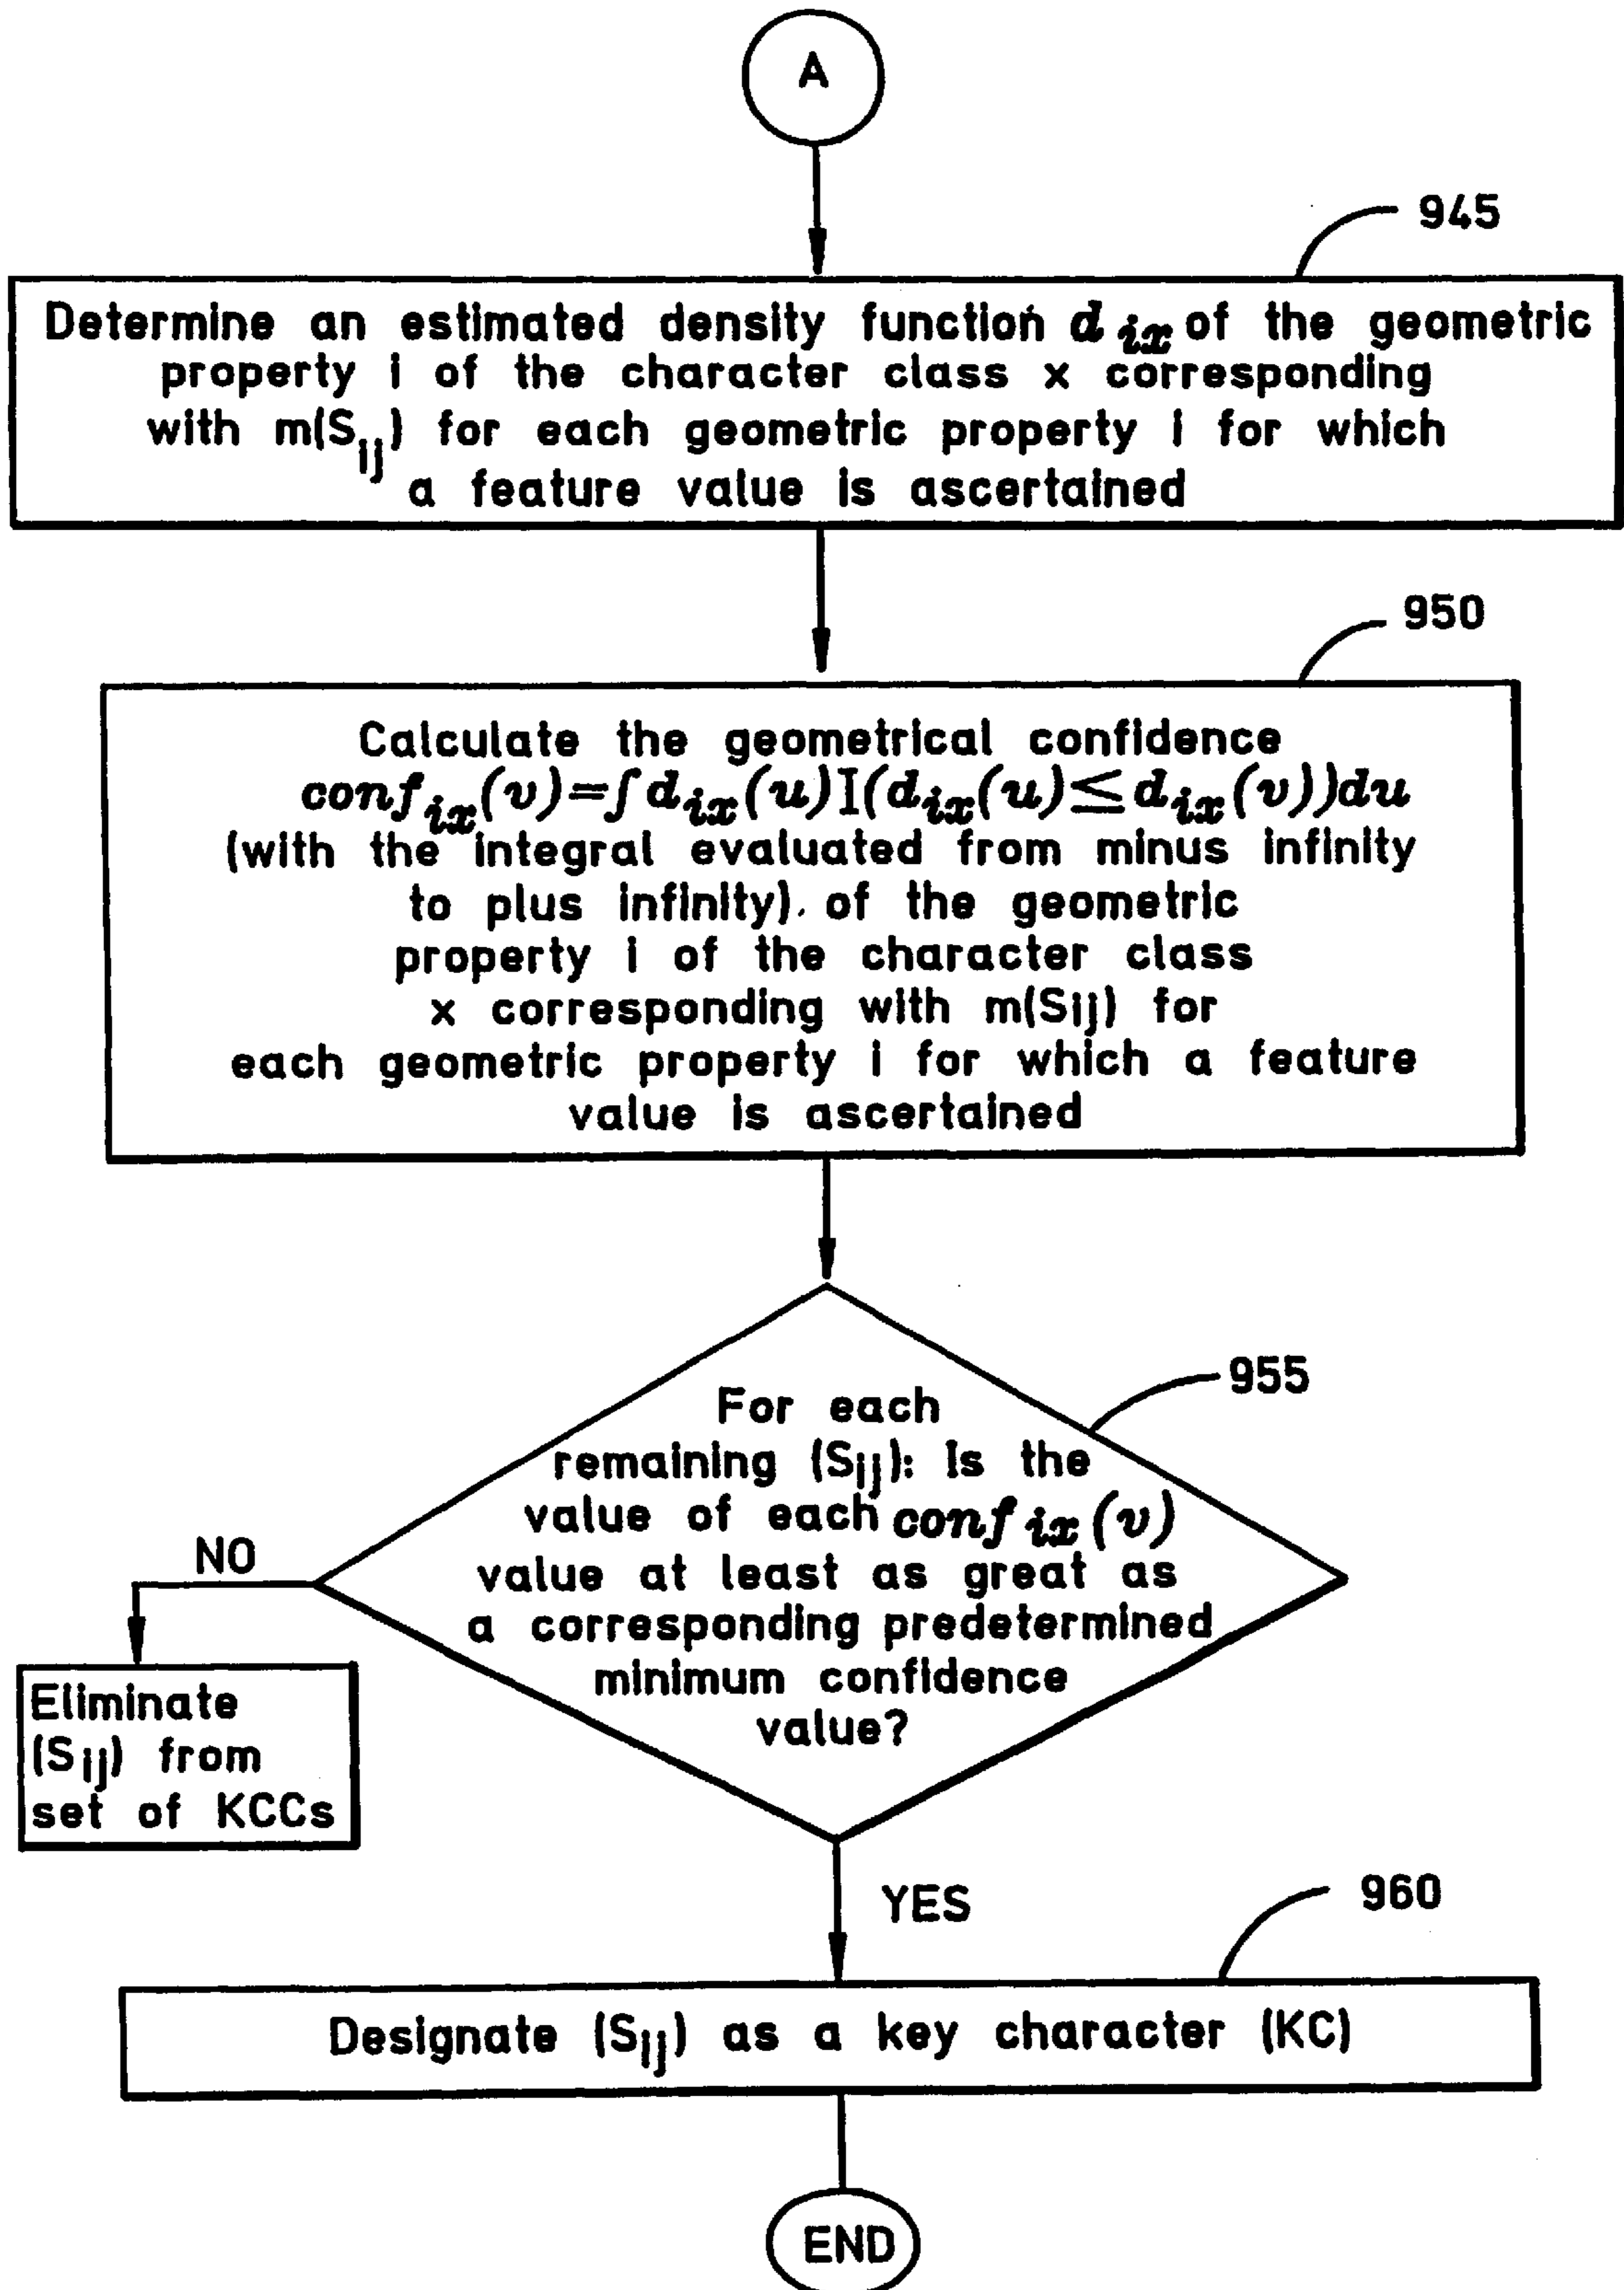 A
945
Determine an estimated density function d_ix of the geometric
property i of the character class x corresponding
with m(S_ij) for each geometric property i for which
a feature value is ascertained
950
Calculate the geometrical confidence
conf_ix(v)=∫d_ix(u)I(d_ix(u)≤d_ix(v))du
(with the integral evaluated from minus infinity
to plus infinity). of the geometric
property i of the character class
x corresponding with m(Sij) for
each geometric property i for which a feature
value is ascertained
955
For each
remaining (S_ij): Is the
value of each conf_ix(v)
value at least as great as
a corresponding predetermined
minimum confidence
value?
NO
Eliminate
(S_ij) from
set of KCCs
YES
960
Designate (S_ij) as a key character (KC)
END